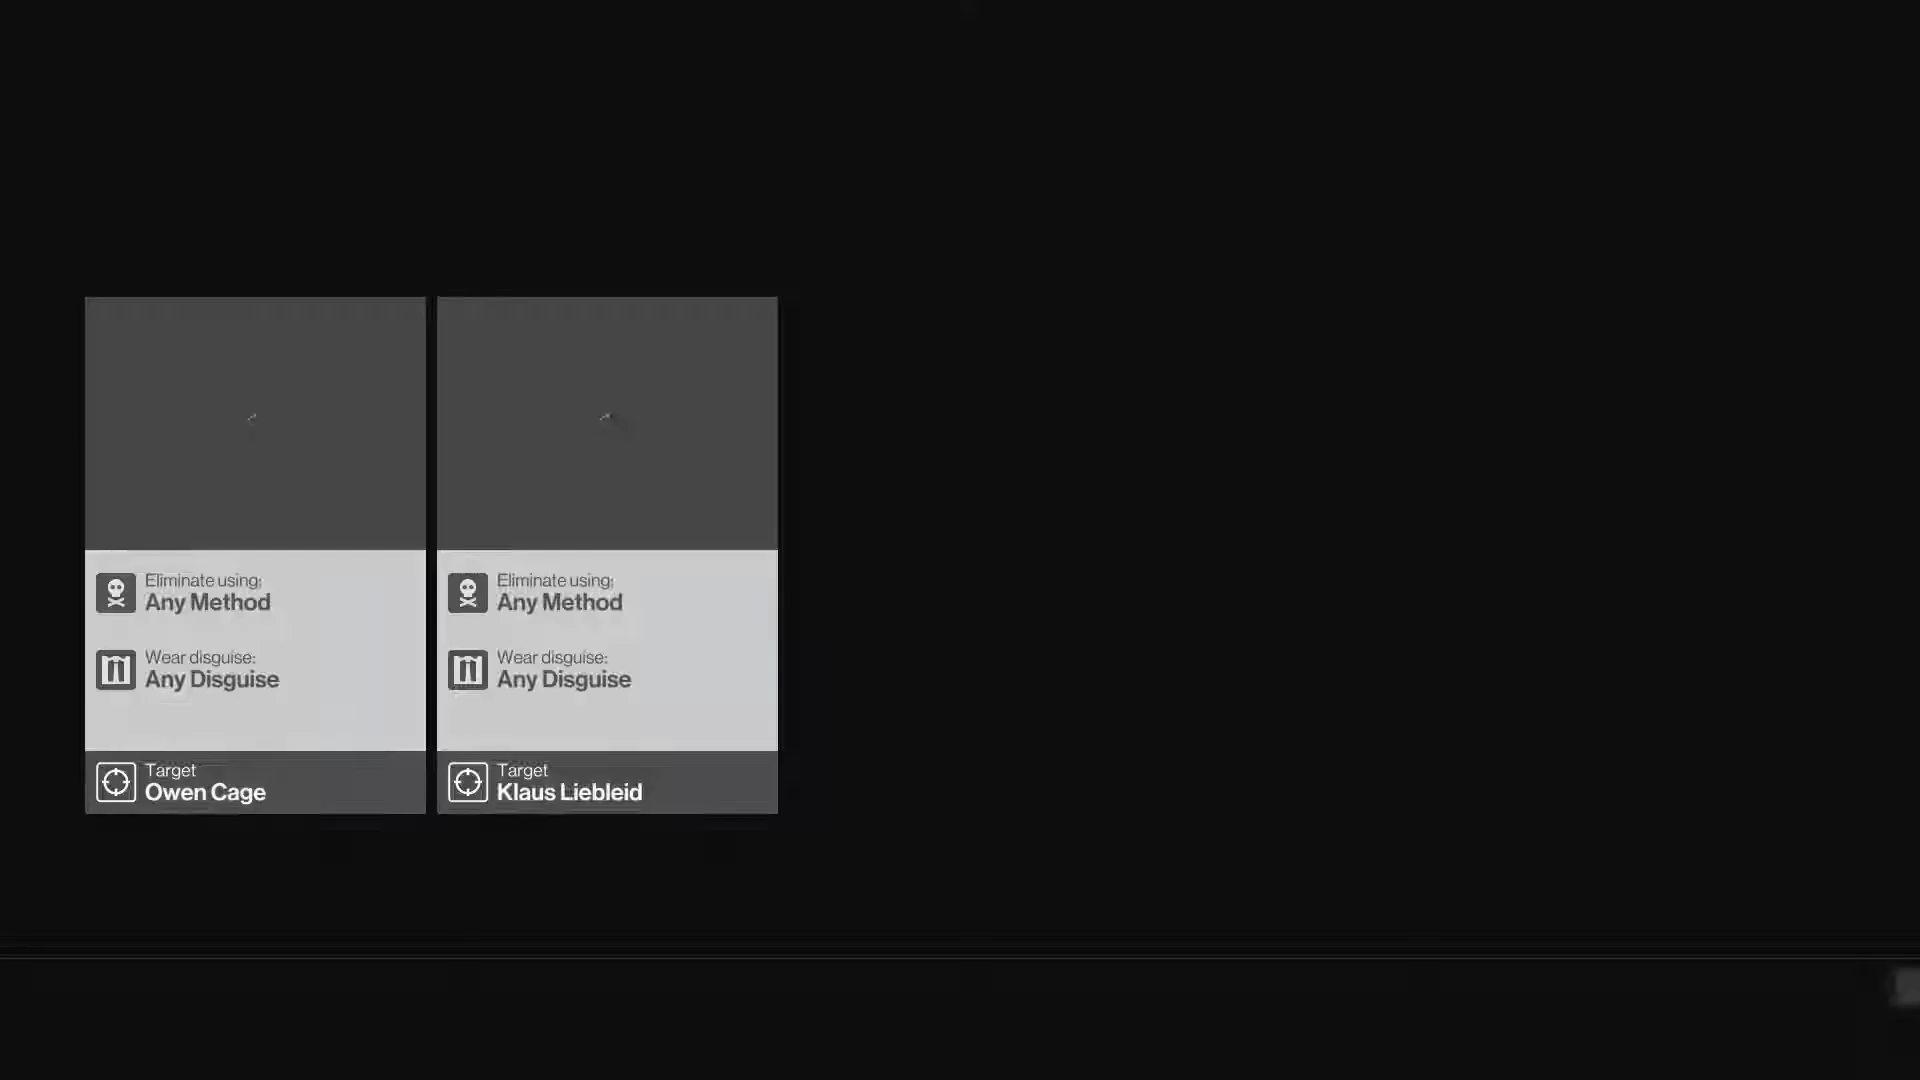 Eliminate using:
Any Method
Wear disguise:
Any Disguise
Target
Owen Cage
Eliminate using:
Any Method
Wear disguise:
Any Disguise
Target
Klaus Liebleid